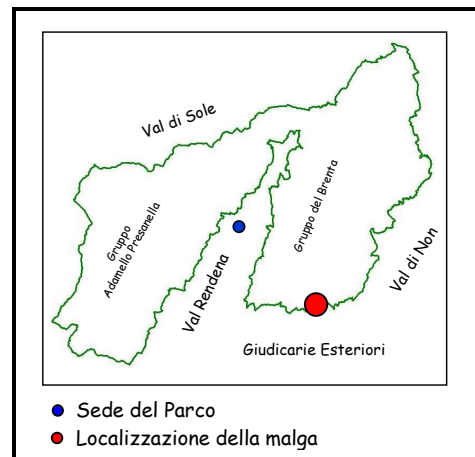 Val di Sole
Gruppo del Brenta
Gruppo
Adamello Presanella
Val di Non
Val Rendena
Giudicarie Esteriori
Sede del Parco
Localizzazione della malga